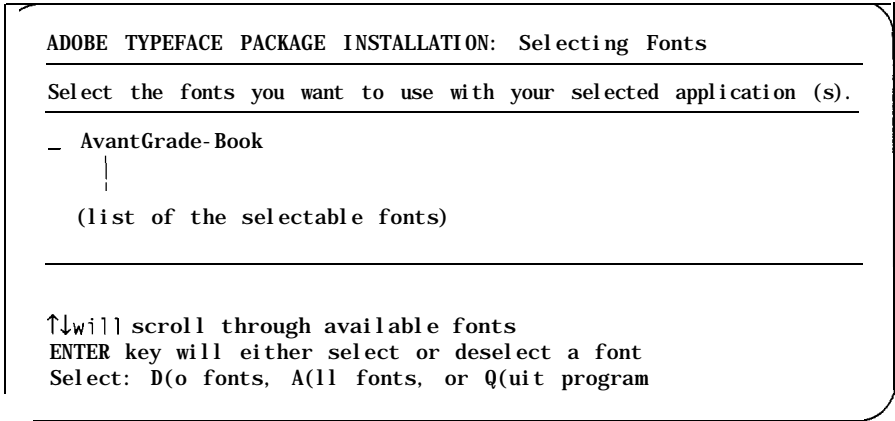 ADOBE TYPEFACE PACKAGE INSTALLATION: Selecting Fonts
Select the fonts you want to use with your selected application (s).
_ AvantGrade-Book
(list of the selectable fonts)
↑↓will scroll through available fonts
ENTER key will either select or deselect a font
Select: D(o fonts, A(ll fonts, or Q(uit program